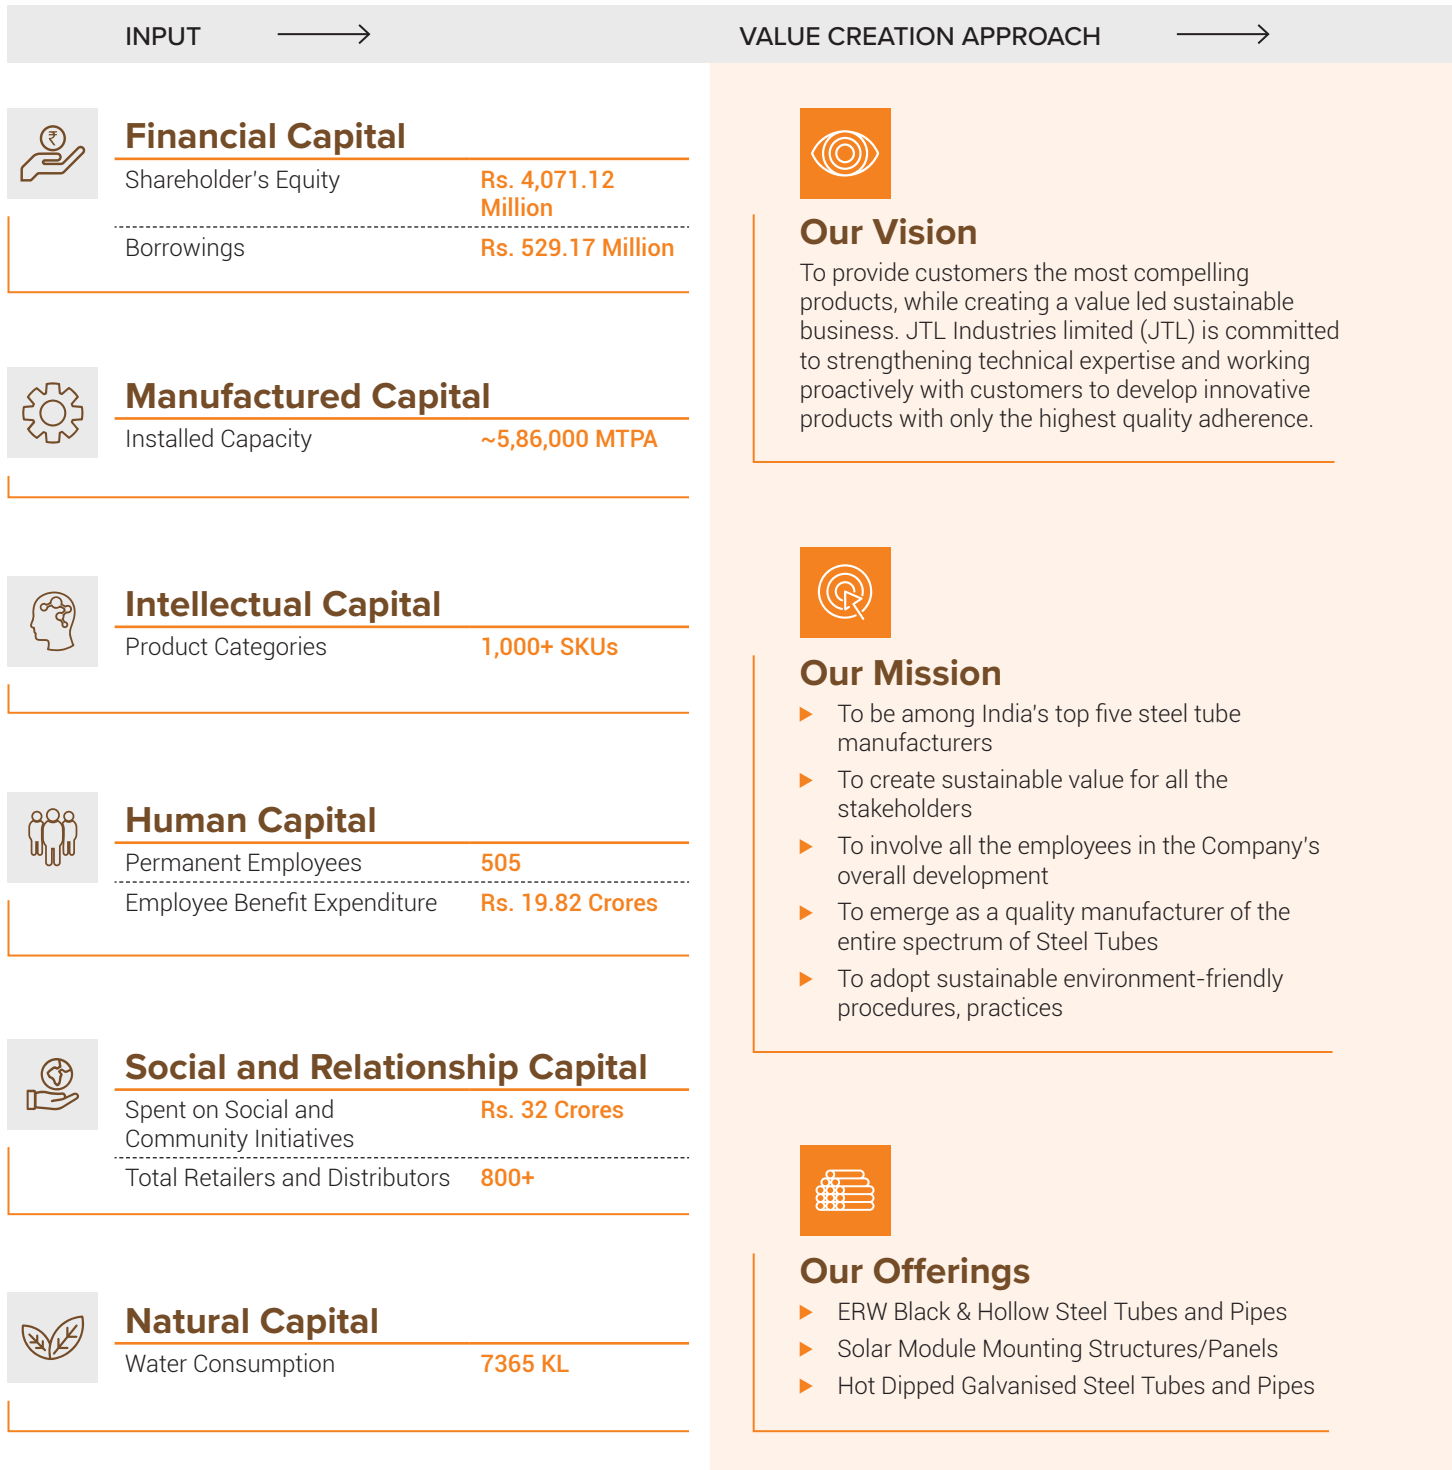 INPUT
VALUE CREATION APPROACH
Financial Capital
Shareholder's Equity
Rs. 4,071.12
Million
Borrowings
Rs. 529.17 Million
Manufactured Capital
Installed Capacity
~5,86,000 MTPA
Intellectual Capital
Product Categories
1,000+ SKUs
Human Capital
Permanent Employees
505
Employee Benefit Expenditure
Rs. 19.82 Crores
Social and Relationship Capital
Spent on Social and
Community Initiatives
Rs. 32 Crores
Total Retailers and Distributors
800+
Natural Capital
Water Consumption
7365 KL
Our Vision
To provide customers the most compelling
products, while creating a value led sustainable
business. JTL Industries limited (JTL) is committed
to strengthening technical expertise and working
proactively with customers to develop innovative
products with only the highest quality adherence.
Our Mission
To be among India's top five steel tube
manufacturers
To create sustainable value for all the
stakeholders
To involve all the employees in the Company's
overall development
To emerge as a quality manufacturer of the
entire spectrum of Steel Tubes
To adopt sustainable environment-friendly
procedures, practices
Our Offerings
ERW Black & Hollow Steel Tubes and Pipes
Solar Module Mounting Structures/Panels
Hot Dipped Galvanised Steel Tubes and Pipes